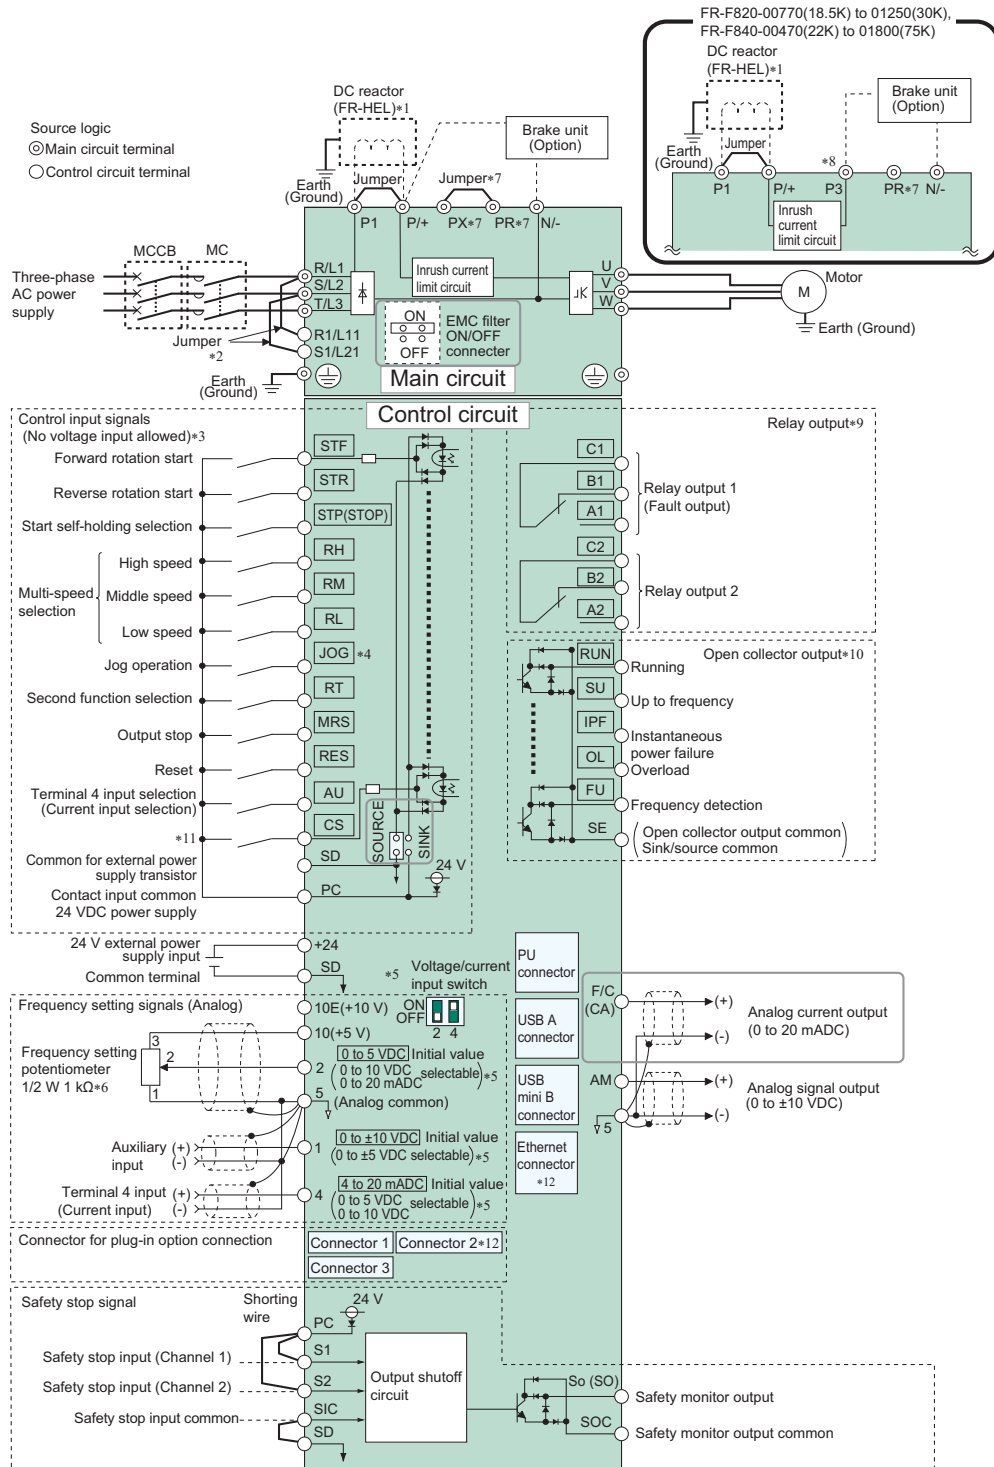 FR-F820-00770(18.5K) to 01250(30K),
FR-F840-00470(22K) to 01800(75K)
DC reactor
(FR-HEL)*1
Brake unit
(Option)
Earth
(Ground)
Jumper
*8
P1
P/+
P3
PR*7
N/-
Inrush
current
limit circuit
Source logic
Main circuit terminal
Control circuit terminal
DC reactor
(FR-HEL)*1
Brake unit
(Option)
Earth
(Ground)
Jumper
Jumper*7
P1
P/+
PX*7
PR*7
N/-
MCCB
MC
Three-phase
AC power
supply
R/L1
S/L2
T/L3
R1/L11
S1/L21
Jumper
*2
Earth
(Ground)
Inrush current
limit circuit
ON
OFF
EMC filter
ON/OFF
connecter
U
V
W
Motor
M
Earth (Ground)
Main circuit
Control circuit
Control input signals
(No voltage input allowed)*3
Forward rotation start
STF
Reverse rotation start
STR
Start self-holding selection
STP(STOP)
Multi-speed
selection
High speed
RH
Middle speed
RM
Low speed
RL
Jog operation
JOG *4
Second function selection
RT
Output stop
MRS
Reset
RES
Terminal 4 input selection
(Current input selection)
AU
*11
CS
SOURCE
SINK
Common for external power
supply transistor
SD
Contact input common
24 VDC power supply
PC
24 V
Relay output*9
C1
B1
A1
Relay output 1
(Fault output)
C2
B2
A2
Relay output 2
Open collector output*10
RUN
Running
SU
Up to frequency
IPF
Instantaneous
power failure
OL
Overload
FU
Frequency detection
SE
Open collector output common
Sink/source common
24 V external power
supply input
+24
Common terminal
SD
*5
Voltage/current
input switch
ON
OFF
2 4
Frequency setting signals (Analog)
10E(+10 V)
10(+5 V)
Frequency setting
potentiometer
1/2 W 1 kΩ*6
3
2
1
2
0 to 5 VDC Initial value
0 to 10 VDC
0 to 20 mADC
selectable *5
5
(Analog common)
Auxiliary
input
(+)
(-)
1
0 to ±10 VDC Initial value
(0 to ±5 VDC selectable) *5
Terminal 4 input
(Current input)
(+)
(-)
4
4 to 20 mADC Initial value
0 to 5 VDC
0 to 10 VDC
selectable *5
PU
connector
USB A
connector
USB
mini B
connector
Ethernet
connector
*12
F/C
(CA)
(+)
(-)
Analog current output
(0 to 20 mADC)
AM
5
(+)
(-)
Analog signal output
(0 to ±10 VDC)
Connector for plug-in option connection
Connector 1
Connector 2*12
Connector 3
Safety stop signal
Shorting
wire
24 V
PC
Safety stop input (Channel 1)
S1
Safety stop input (Channel 2)
S2
Safety stop input common
SIC
SD
Output shutoff
circuit
So (SO)
Safety monitor output
SOC
Safety monitor output common